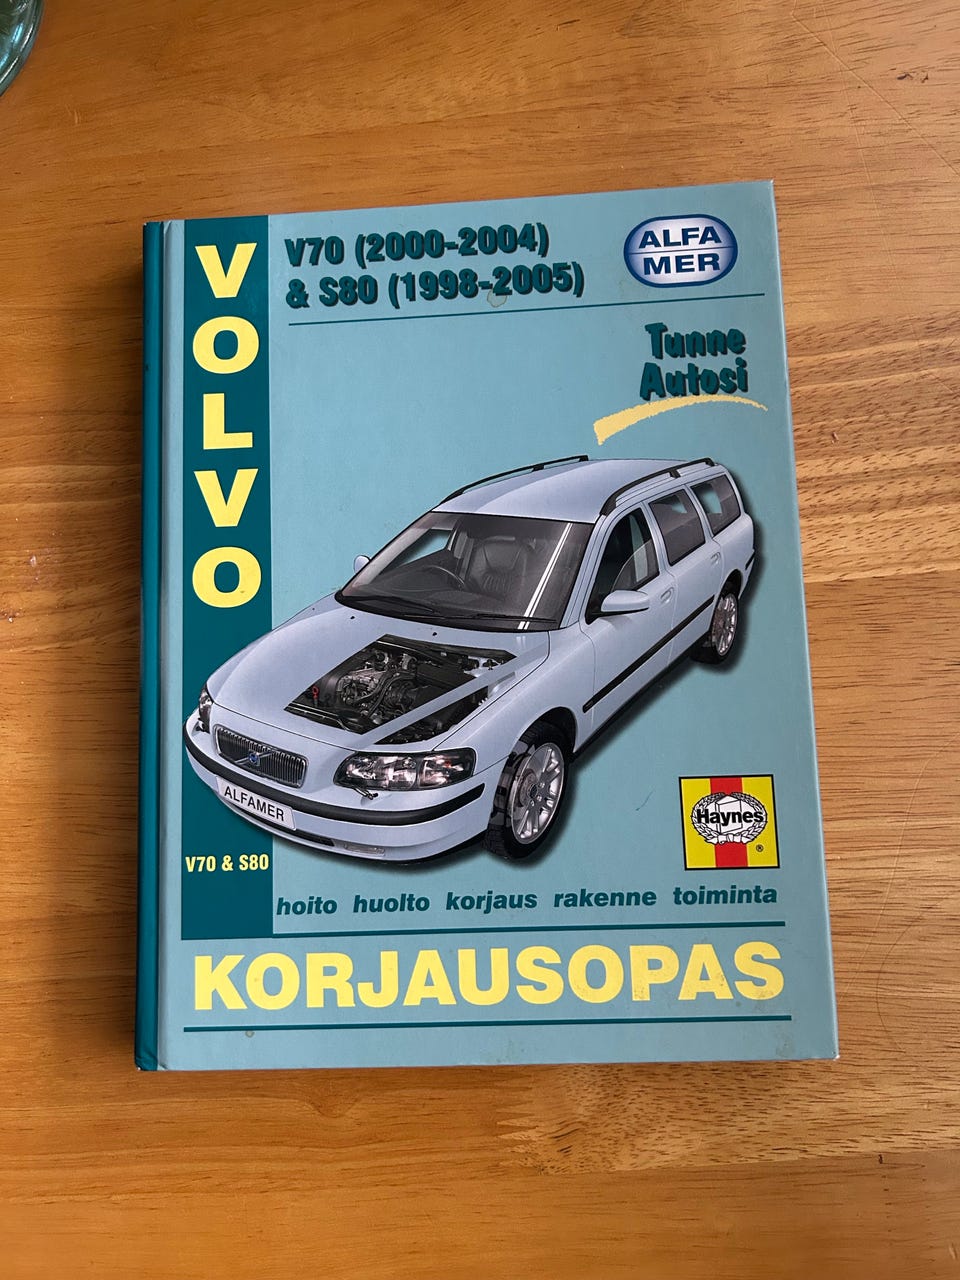 VOLVO
V70 (2000-2004)
& S80 (1998-2005)
ALFA
MER
Tunne
Autosi
ALFAMER
Haynes
®
V70 & S80
hoito huolto korjaus rakenne toiminta
KORJAUSOPAS